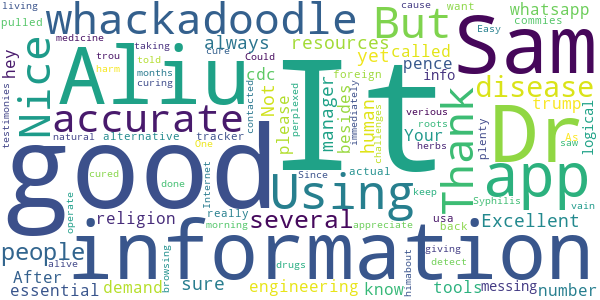 living
posted
pulled
whackadoodle
cause
want
Easy
whatsapp
commies
But
Sam
medicine
trou
taking
told
cure
Could
hey
Nice
Aliu
It
always
resources
yet
called
pence
months
curing
cdc
info
harm
contacted
Not
foreign
disease
testimonies
accurate
please
manager
human
perplexed
immediately
trump
logical
natural
alternative
tracker
besides
Your
challenges
verious
roots
herbs
As
saw
plenty
One
good
Using
Thank
Dr
app
cured
done
Internet
Since
actual
keep
Syphilis
vain
operate
religion
really
morning
several
appreciate
usa
back
Excellent
people
information
After
alive
sure
drugs
giving
detect
essential
demand
browsing
engineering
know
himabout
tools
messing
number